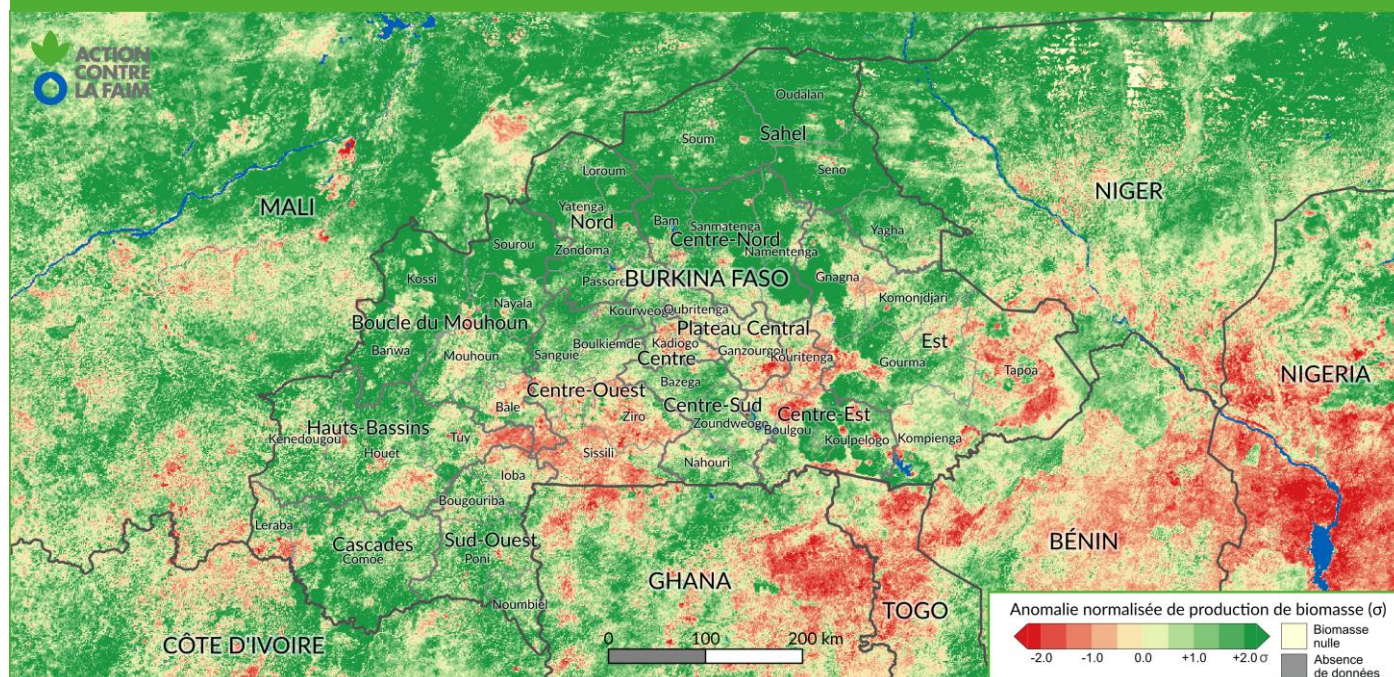 ACTION
CONTRE
LA FAIM
Oudalan
Soum
Sahel
Loroum
Seno
NIGER
MALI
Yatenga
Nord
Bam
Sanmatenga
Centre-Nord
Yagha
Sourou
Zondoma
Namentenga
Kossi
Passore
BURKINA FASO
Gnagna
Komonjdjari
Nayala
Kourweogo
Oubritenga
Boucle du Mouhoun
Plateau Central
Est
Banwa
Mouhoun
Sanguie
Boulkiemde
Kadiogo
Ganzourgou
Kouritenga
Centre
Gourma
Tapoa
NIGERIA
Centre-Ouest
Bazega
Bale
Ziro
Centre-Sud
Centre-Est
Hauts-Bassins
Zoundweoge
Boulgou
Kenedougou
Tuy
Koulpelogo
Kompienga
Houet
Sissili
Nahouri
Ioba
Bougouriba
Leraba
Cascades
Sud-Ouest
BÉNIN
Comoe
Poni
GHANA
Noumbiel
TOGO
CÔTE D'IVOIRE
0 100 200 km
Anomalie normalisée de production de biomasse (σ)
-2.0 -1.0 0.0 +1.0 +2.0 σ
Biomasse
nulle
Absence
de données